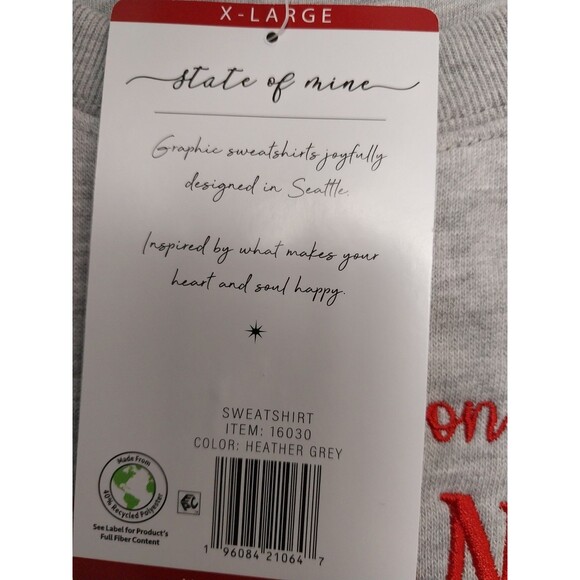 X-LARGE
state of mine
Graphic sweatshirts joyfully
designed in Seattle.
Inspired by what makes your
heart and soul happy.
SWEATSHIRT
ITEM: 16030
COLOR: HEATHER GREY
Made From
40% Recycled Polyester
See Label for Product's
Full Fiber Content
1 96084 21064 7
on
N